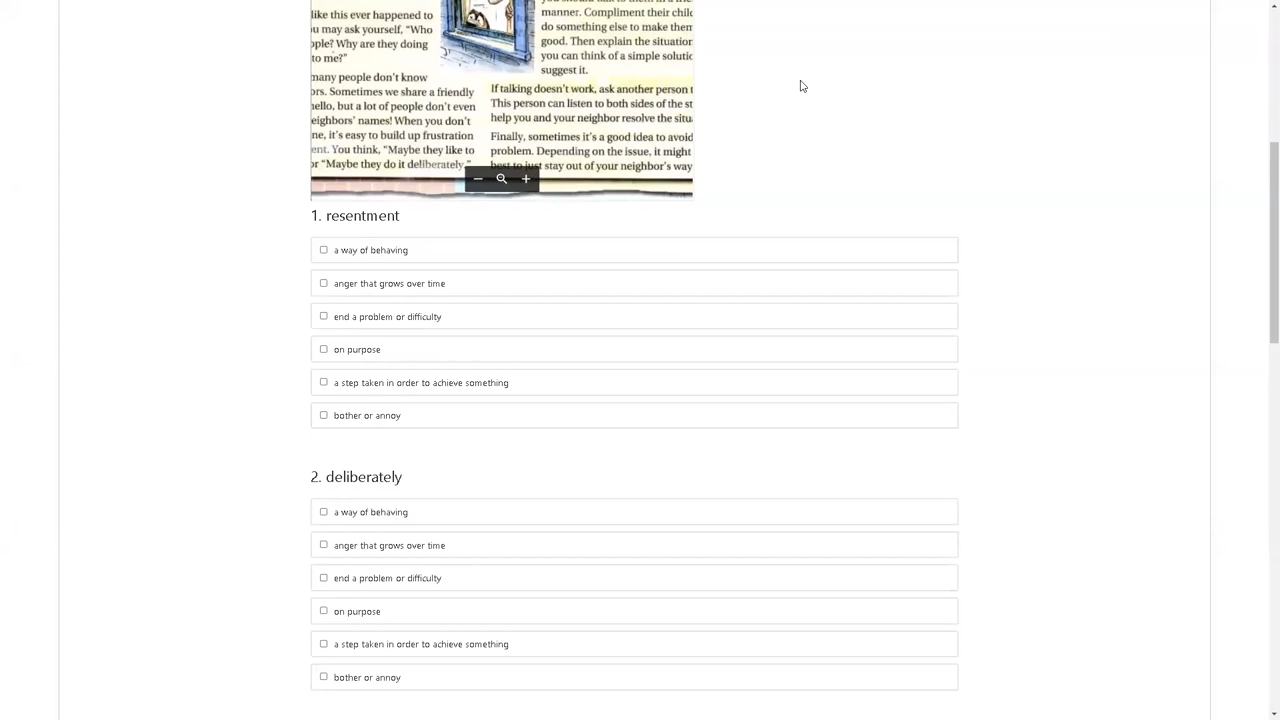 like this ever happened to
u may ask yourself, “Who
ople? Why are they doing
to me?”
many people don’t know
ors. Sometimes we share a friendly
hello, but a lot of people don’t even
eighbors’ names! When you don’t
ne, it’s easy to build up frustration
ent. You think, “Maybe they like to
or “Maybe they do it deliberately.”
manner. Compliment their chil
do something else to make them
good. Then explain the situation
you can think of a simple solutio
suggest it.
If talking doesn’t work, ask another person t
This person can listen to both sides of the st
help you and your neighbor resolve the situ
Finally, sometimes it’s a good idea to avoid
problem. Depending on the issue, it might
best to just stay out of your neighbor’s way
1. resentment
a way of behaving
anger that grows over time
end a problem or difficulty
on purpose
a step taken in order to achieve something
bother or annoy
2. deliberately
a way of behaving
anger that grows over time
end a problem or difficulty
on purpose
a step taken in order to achieve something
bother or annoy